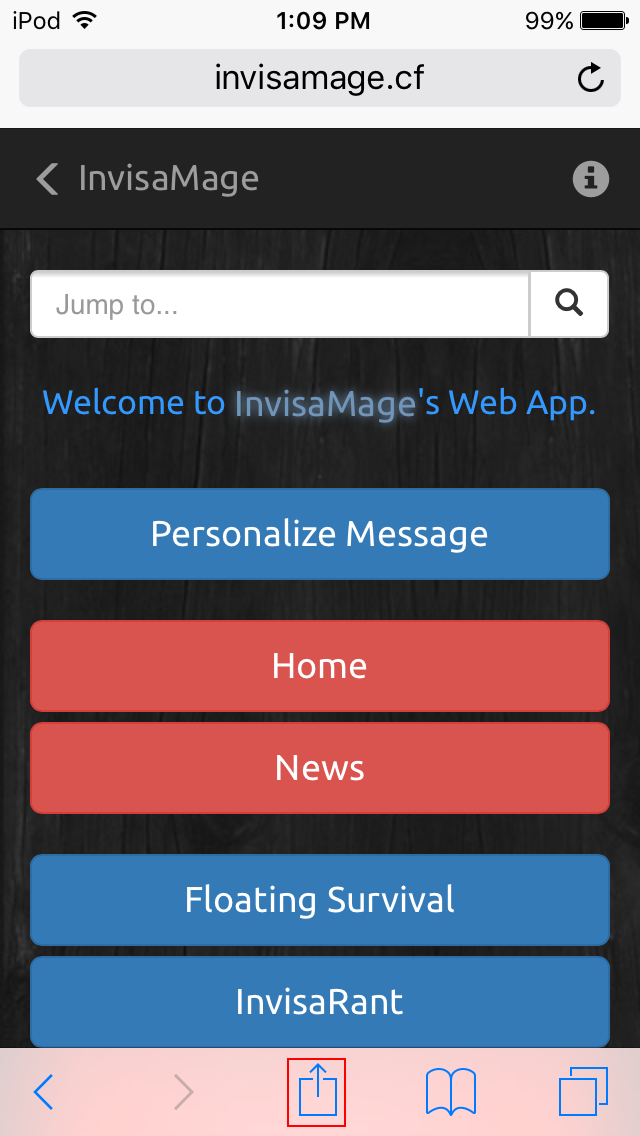 iPod 1:09 PM 99%
invisamage.cf
InvisaMage
Jump to...
Welcome to InvisaMage's Web App.
Personalize Message
Home
News
Floating Survival
InvisaRant